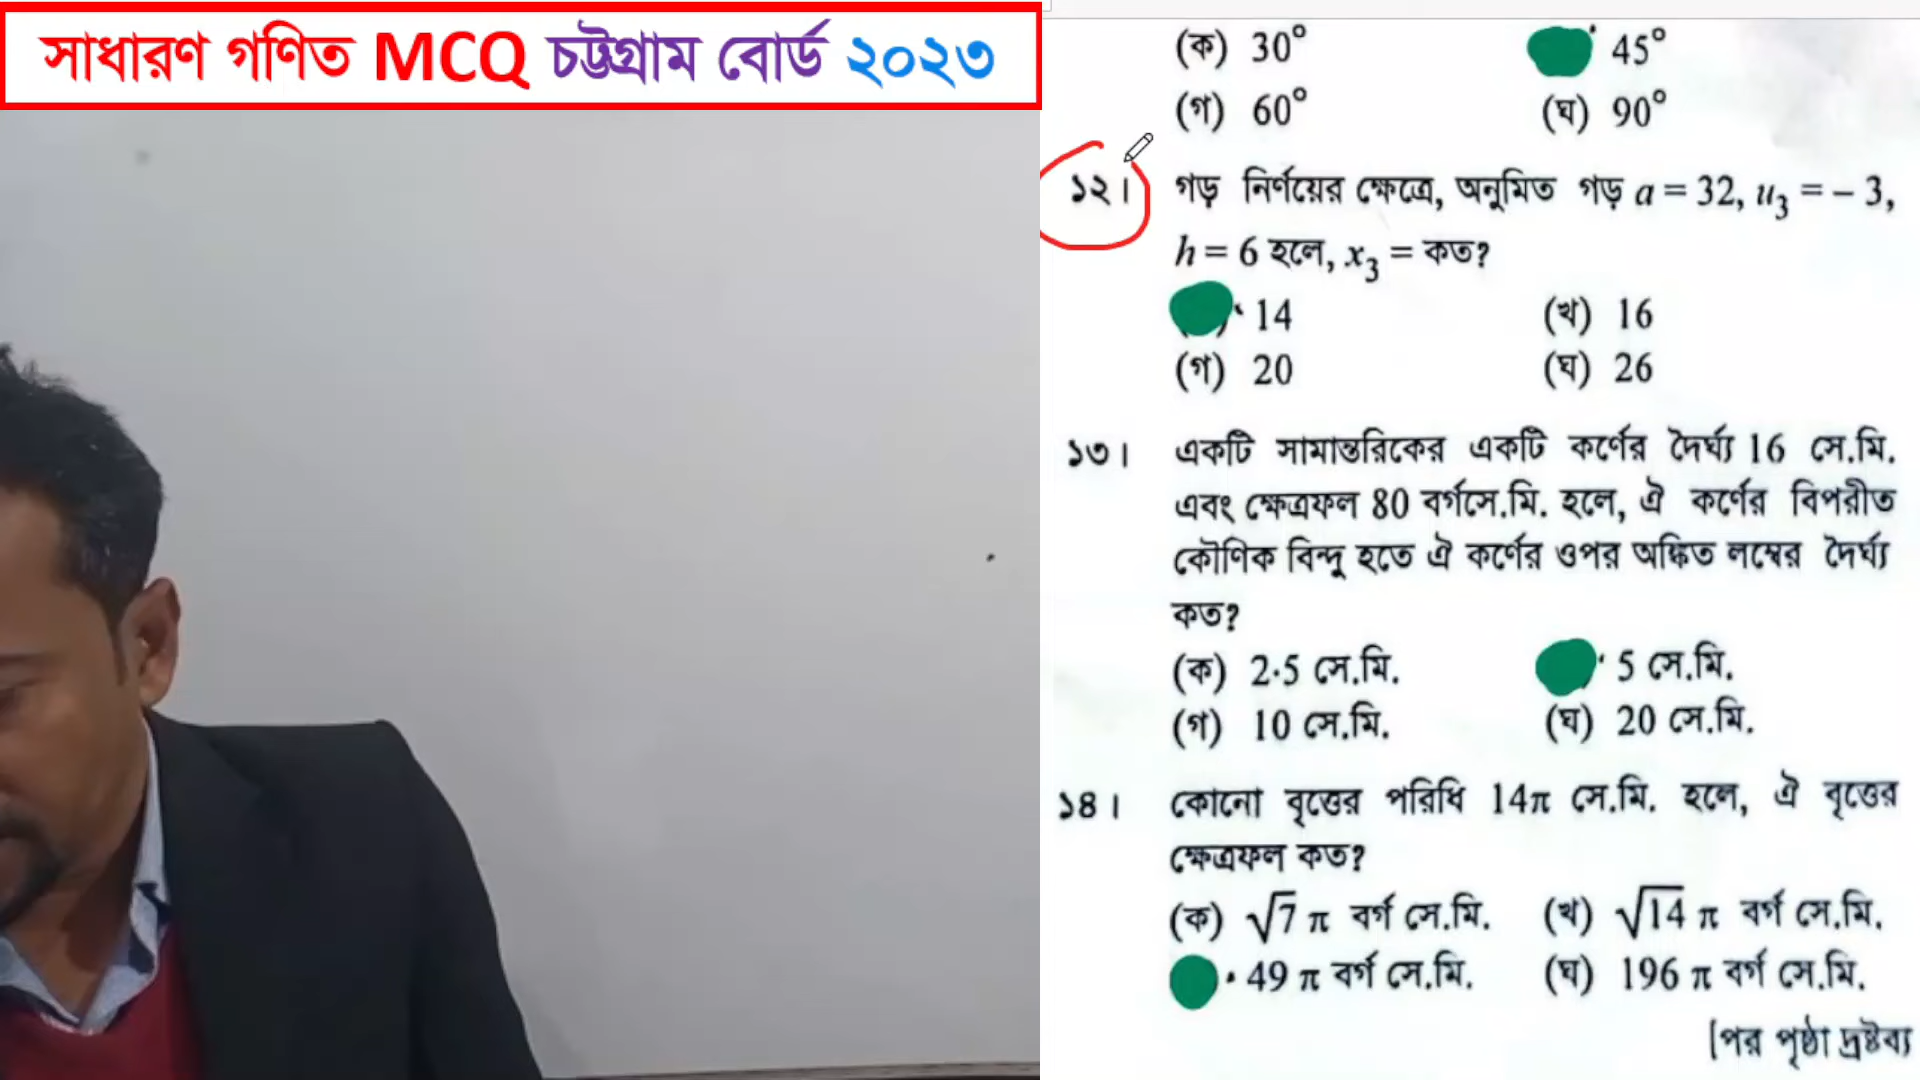 সাধারণ গণিত MCQ চট্টগ্রাম বোর্ড ২০২৩
(ক) 30° 45°
(গ) 60° (ঘ) 90°
১২। গড় নির্ণয়ের ক্ষেত্রে, অনুমিত গড় a = 32, u₃ = – 3,
h = 6 হলে, x₃ = কত?
14 (খ) 16
(গ) 20 (ঘ) 26
১৩। একটি সামান্তরিকের একটি কর্ণের দৈর্ঘ্য 16 সে.মি.
এবং ক্ষেত্রফল 80 বর্গসে.মি. হলে, ঐ কর্ণের বিপরীত
কৌণিক বিন্দু হতে ঐ কর্ণের ওপর অঙ্কিত লম্বের দৈর্ঘ্য
কত?
(ক) 2·5 সে.মি. 5 সে.মি.
(গ) 10 সে.মি. (ঘ) 20 সে.মি.
১৪। কোনো বৃত্তের পরিধি 14π সে.মি. হলে, ঐ বৃত্তের
ক্ষেত্রফল কত?
(ক) √7 π বর্গ সে.মি. (খ) √14 π বর্গ সে.মি.
49 π বর্গ সে.মি. (ঘ) 196 π বর্গ সে.মি.
[পর পৃষ্ঠা দ্রষ্টব্য